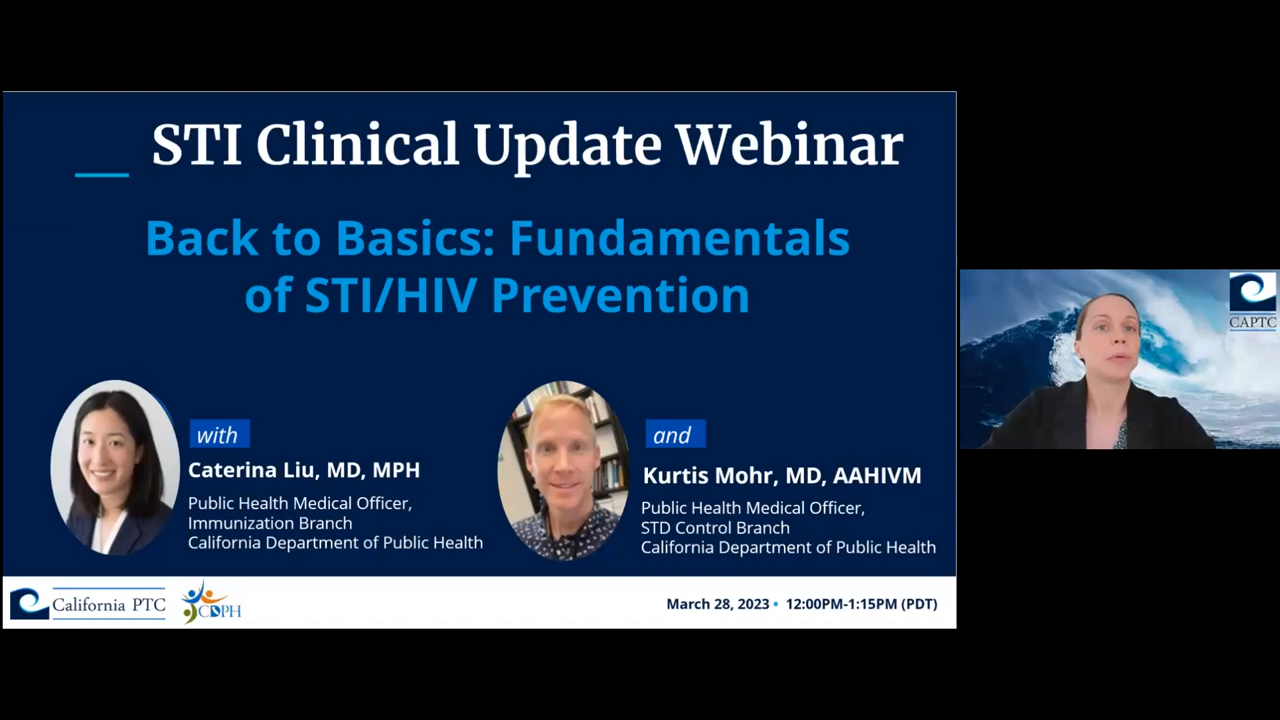 STI Clinical Update Webinar
Back to Basics: Fundamentals
of STI/HIV Prevention
with
Caterina Liu, MD, MPH
Public Health Medical Officer,
Immunization Branch
California Department of Public Health
and
Kurtis Mohr, MD, AAHIVM
Public Health Medical Officer,
STD Control Branch
California Department of Public Health
California PTC
CDPH
March 28, 2023 • 12:00PM-1:15PM (PDT)
CAPTC